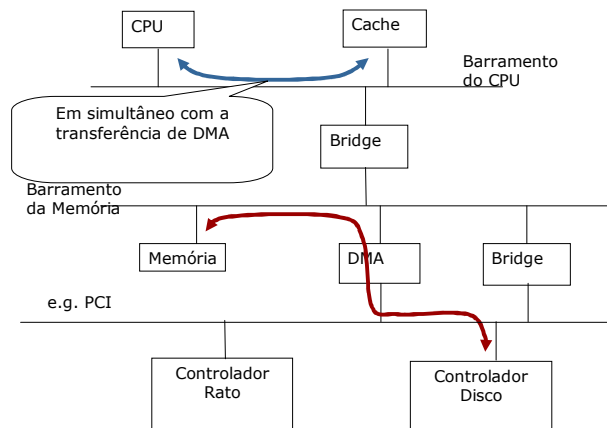 CPU
Cache
Barramento
do CPU
Em simultâneo com a
transferência de DMA
Bridge
Barramento
da Memória
Memória
DMA
Bridge
e.g. PCI
Controlador
Rato
Controlador
Disco